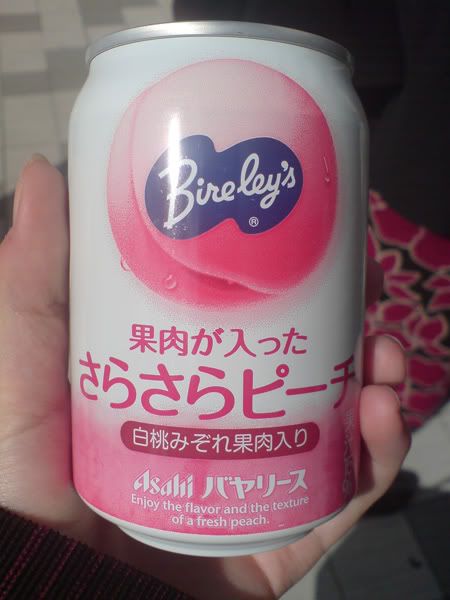 Bireley's
®
果肉が入った
さらさらピーチ
白桃みぞれ果肉入り
Asahi バヤリース
Enjoy the flavor and the texture
of a fresh peach.